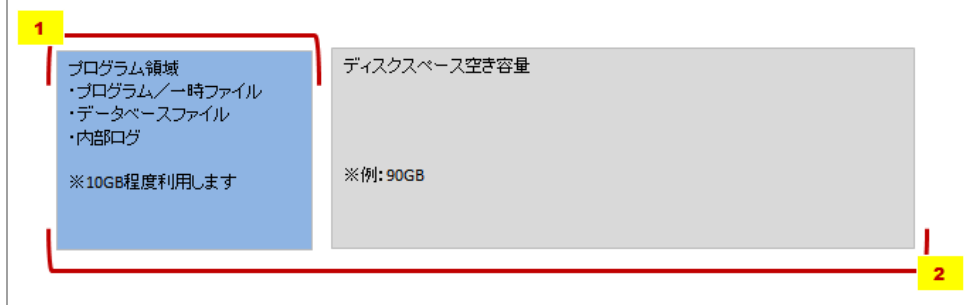 1
プログラム領域
・プログラム／一時ファイル
・データベースファイル
・内部ログ
※10GB程度利用します
ディスクスペース空き容量
※例：90GB
2